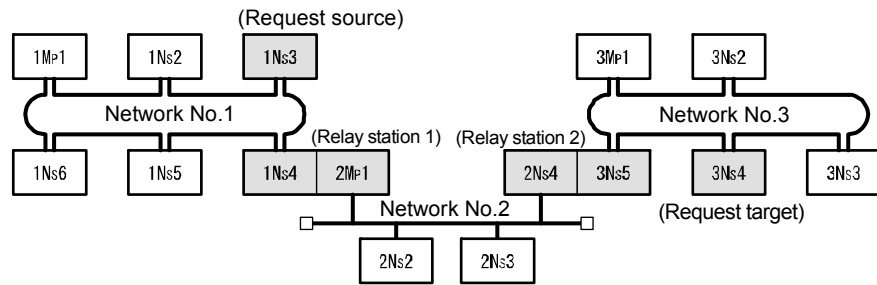 (Request source)
1MP1 1NS2 1NS3 3MP1 3NS2
Network No.1 Network No.3
(Relay station 1) (Relay station 2)
1NS6 1NS5 1NS4 2MP1 2NS4 3NS5 3NS4 3NS3
Network No.2 (Request target)
2NS2 2NS3